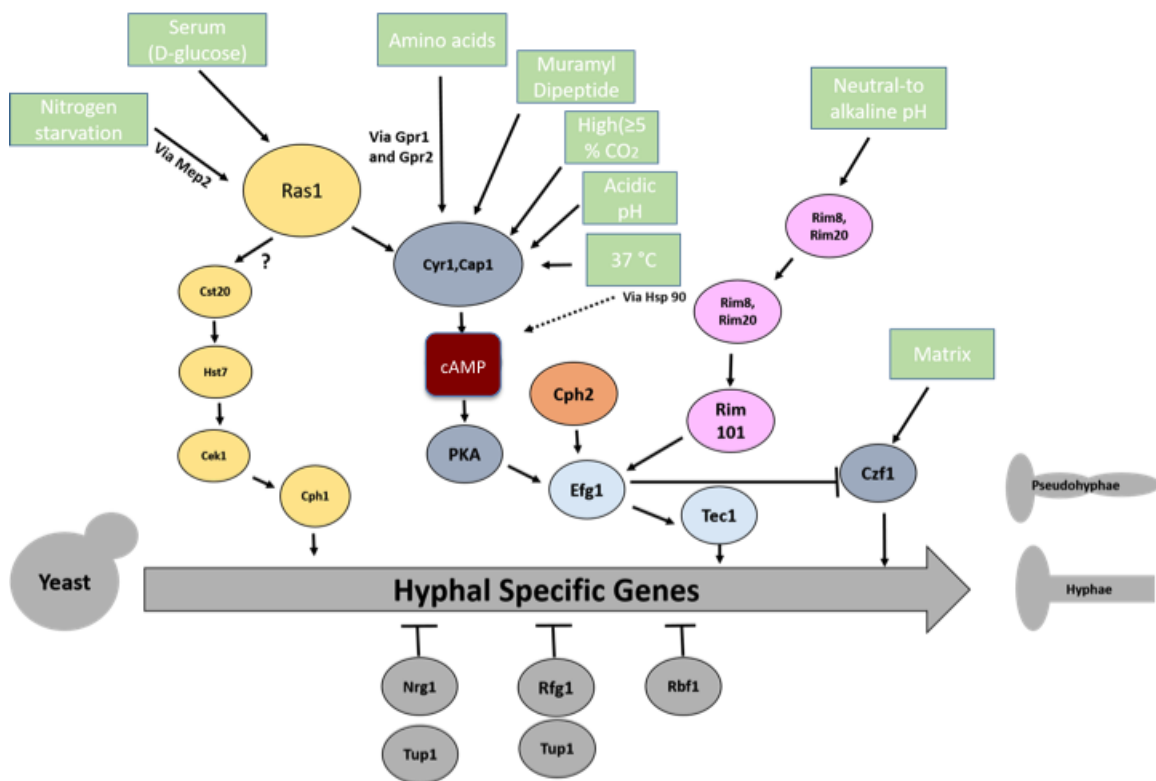 Serum
(D-glucose)
Amino acids
Muramyl
Dipeptide
Neutral-to
alkaline pH
Nitrogen
starvation
High(≥5
% CO₂
Via Mep2
Via Gpr1
and Gpr2
Ras1
Acidic
pH
Rim8,
Rim20
?
Cyr1,Cap1
37 °C
Cst20
Via Hsp 90
Rim8,
Rim20
Hst7
cAMP
Matrix
Cph2
Rim
101
Cek1
PKA
Efg1
Czf1
Pseudohyphae
Cph1
Tec1
Yeast
Hyphal Specific Genes
Hyphae
Nrg1
Rfg1
Rbf1
Tup1
Tup1